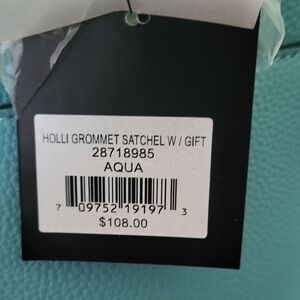 HOLLI GROMMET SATCHEL W / GIFT
28718985
AQUA
7 09752 19197 3
$108.00